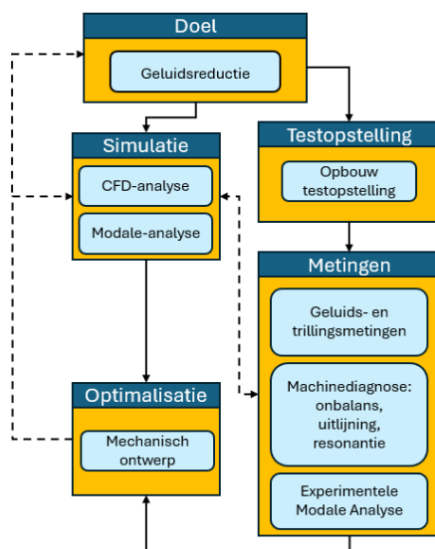 Doel
Geluidsreductie
Simulatie
CFD-analyse
Modale-analyse
Testopstelling
Opbouw
testopstelling
Metingen
Geluids- en
trillingsmetingen
Machinediagnose:
onbalans,
uitlijning,
resonantie
Experimentele
Modale Analyse
Optimalisatie
Mechanisch
ontwerp